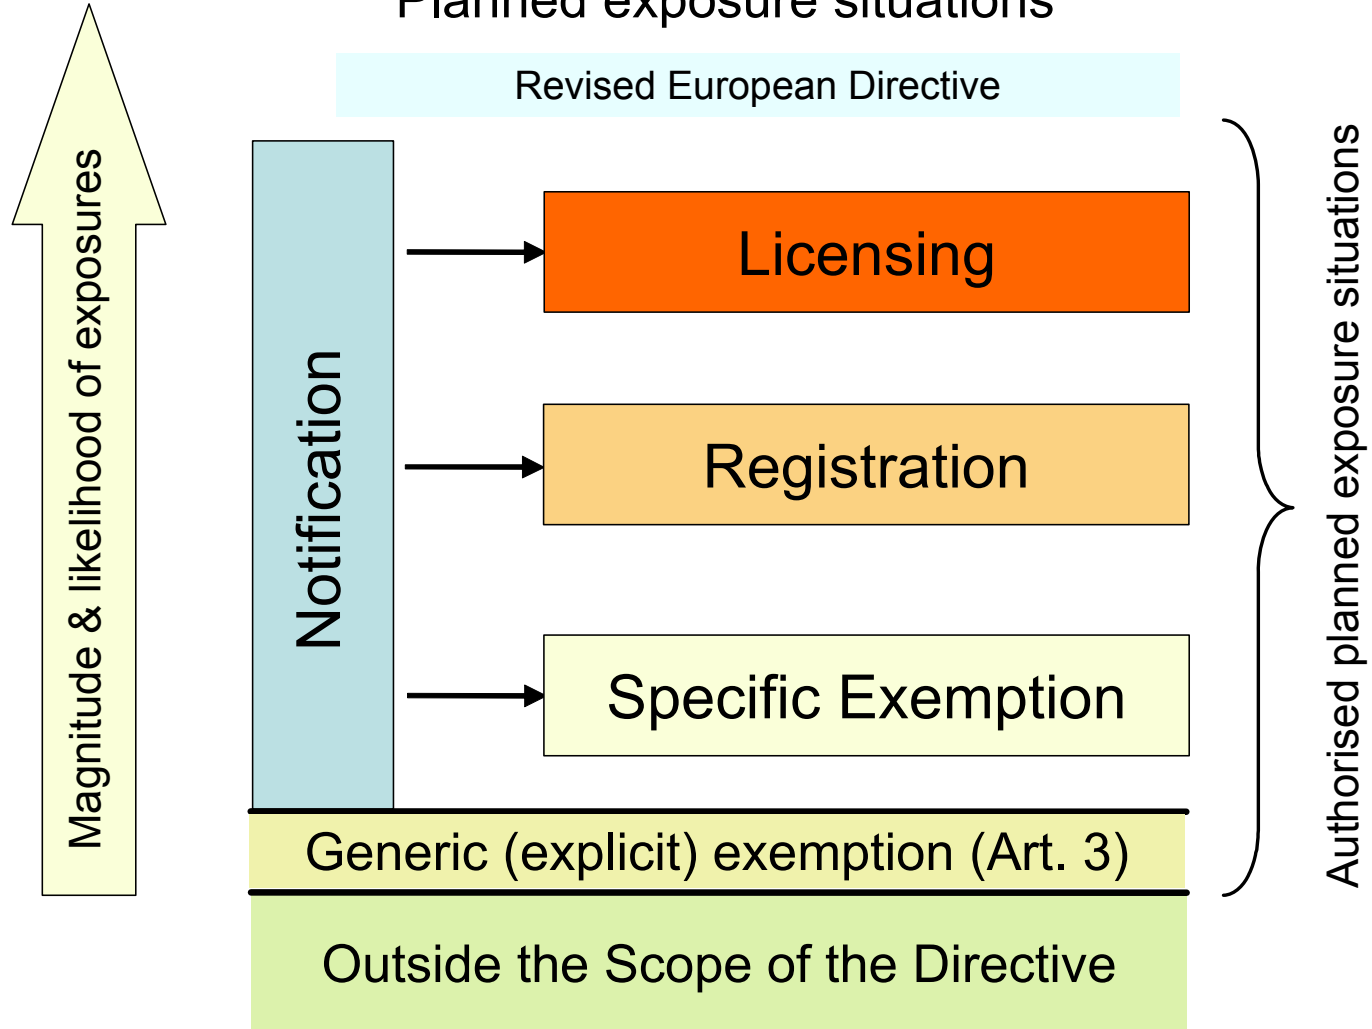 Planned exposure situations
Revised European Directive
Magnitude & likelihood of exposures
Notification
Licensing
Registration
Specific Exemption
Generic (explicit) exemption (Art. 3)
Outside the Scope of the Directive
Authorised planned exposure situations